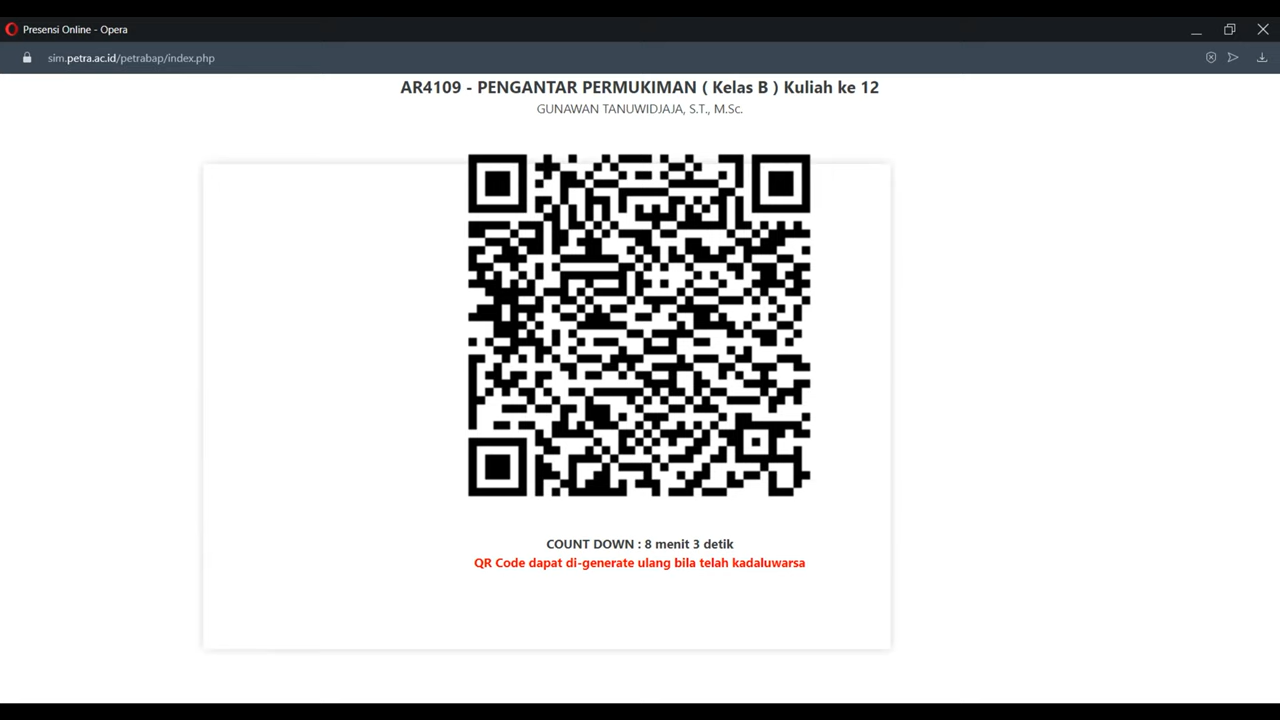 Presensi Online - Opera
sim.petra.ac.id/petrabap/index.php
AR4109 - PENGANTAR PERMUKIMAN ( Kelas B ) Kuliah ke 12
GUNAWAN TANUWIDJAJA, S.T., M.Sc.
COUNT DOWN : 8 menit 3 detik
QR Code dapat di-generate ulang bila telah kadaluwarsa